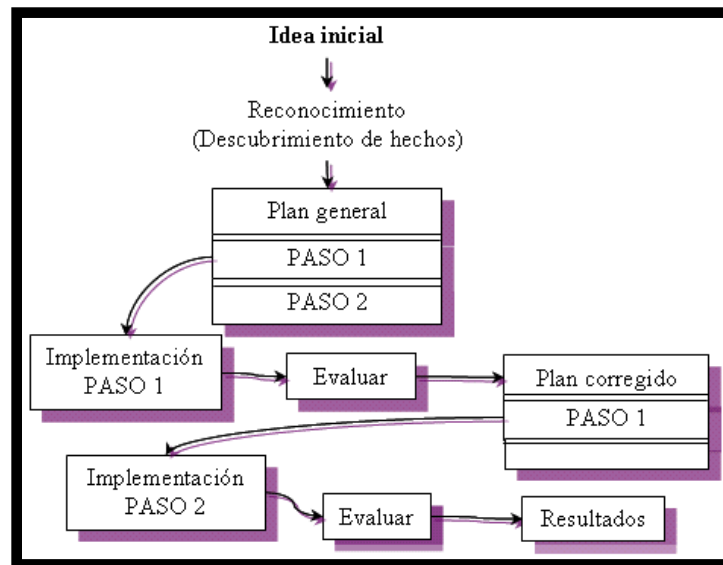 Idea inicial
Reconocimiento
(Descubrimiento de hechos)
Plan general
PASO 1
PASO 2
Implementación
PASO 1
Evaluar
Plan corregido
PASO 1
Implementación
PASO 2
Evaluar
Resultados